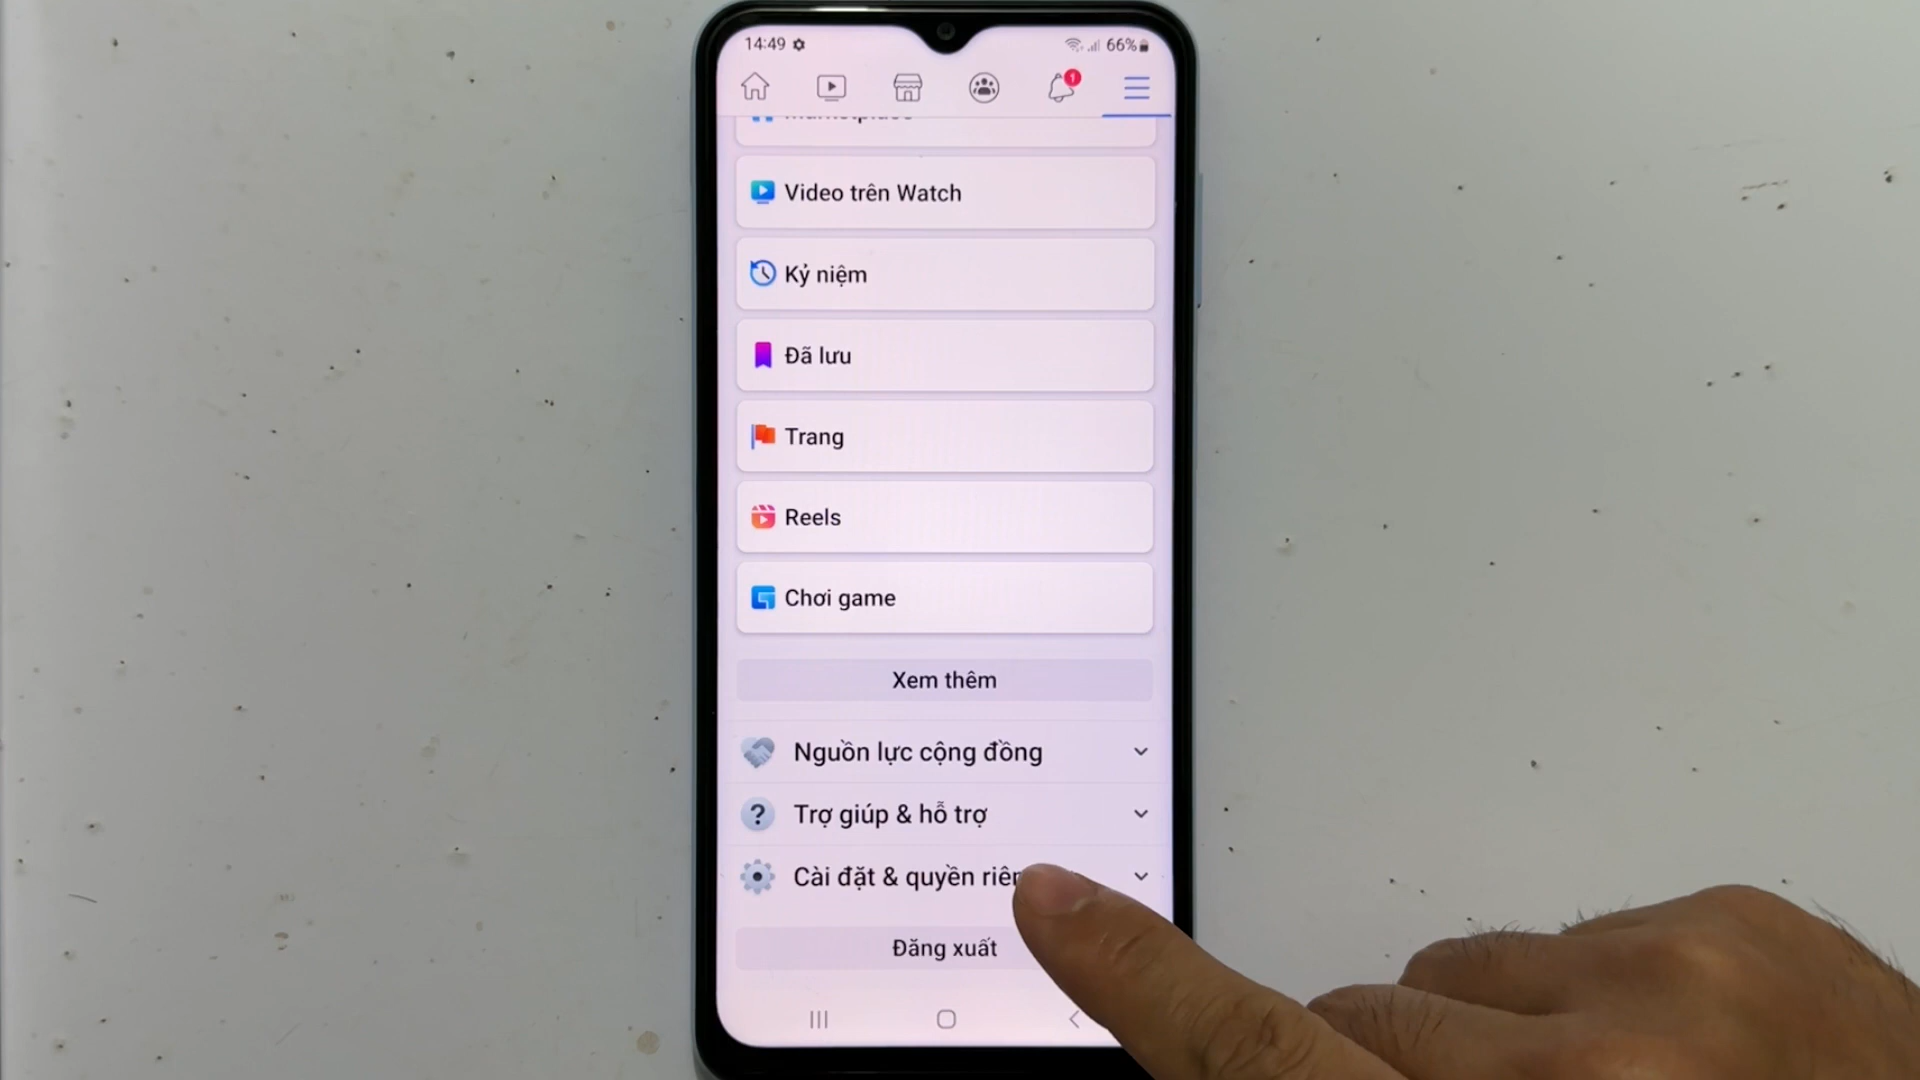 14:49
66%
1
Video trên Watch
Kỷ niệm
Đã lưu
Trang
Reels
Chơi game
Xem thêm
Nguồn lực cộng đồng
Trợ giúp & hỗ trợ
Cài đặt & quyền
Đăng xuất